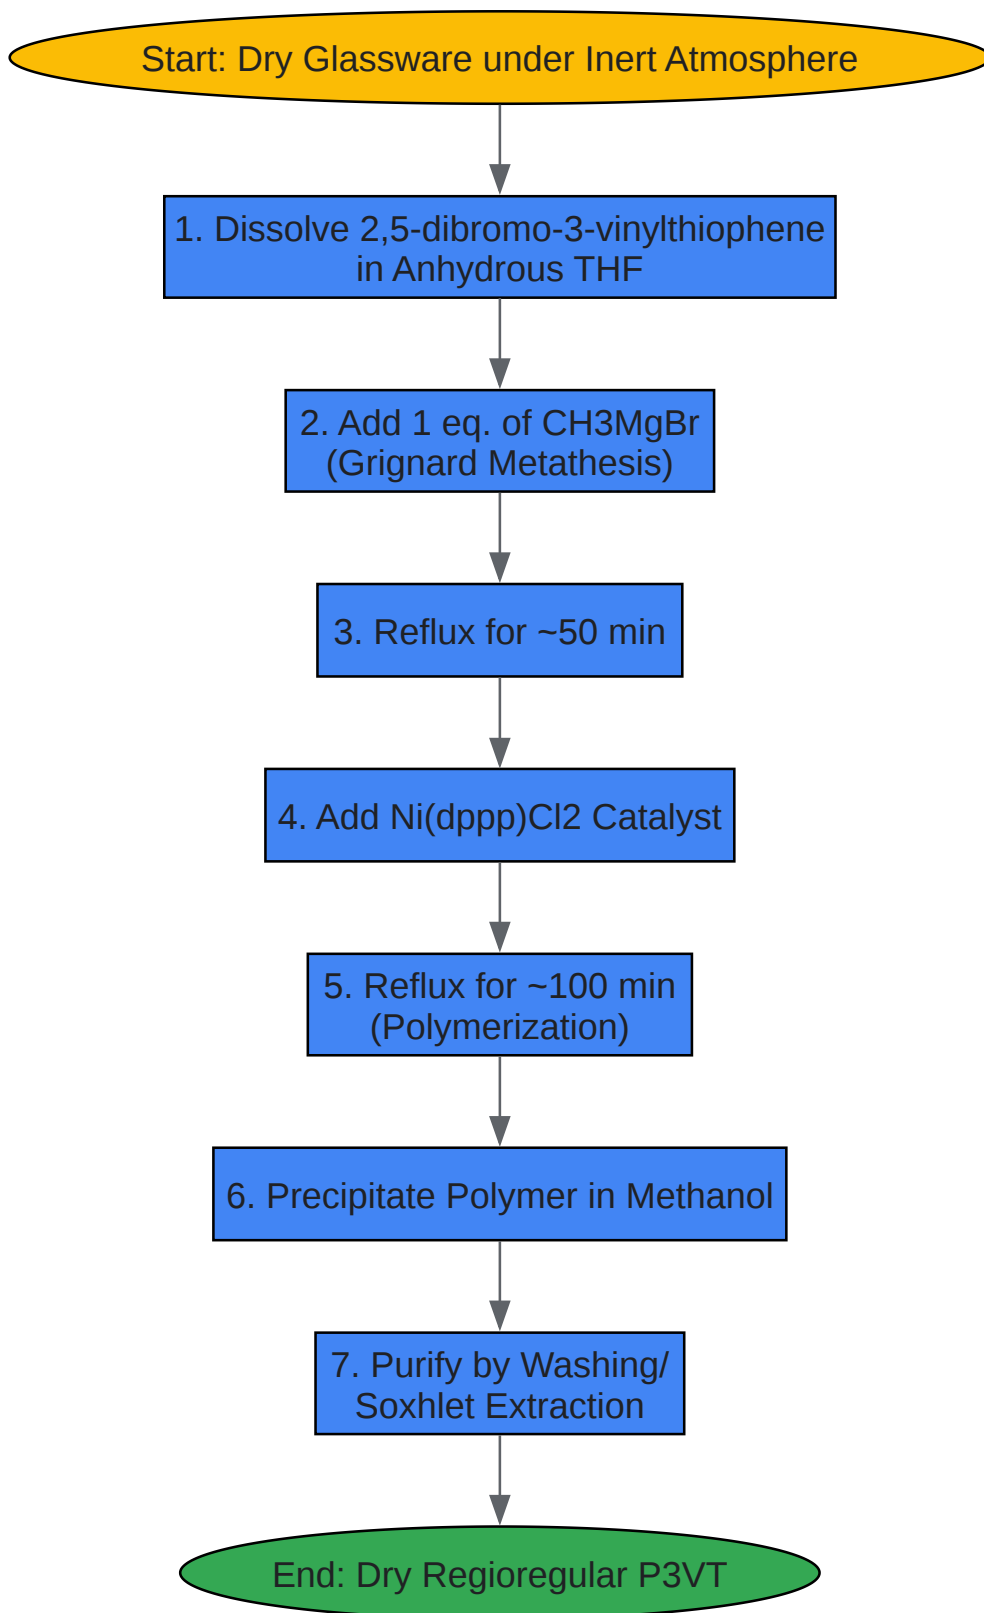 Start: Dry Glassware under Inert Atmosphere
1. Dissolve 2,5-dibromo-3-vinylthiophene
in Anhydrous THF
2. Add 1 eq. of CH3MgBr
(Grignard Metathesis)
3. Reflux for ~50 min
4. Add Ni(dppp)Cl2 Catalyst
5. Reflux for ~100 min
(Polymerization)
6. Precipitate Polymer in Methanol
7. Purify by Washing/
Soxhlet Extraction
End: Dry Regioregular P3VT